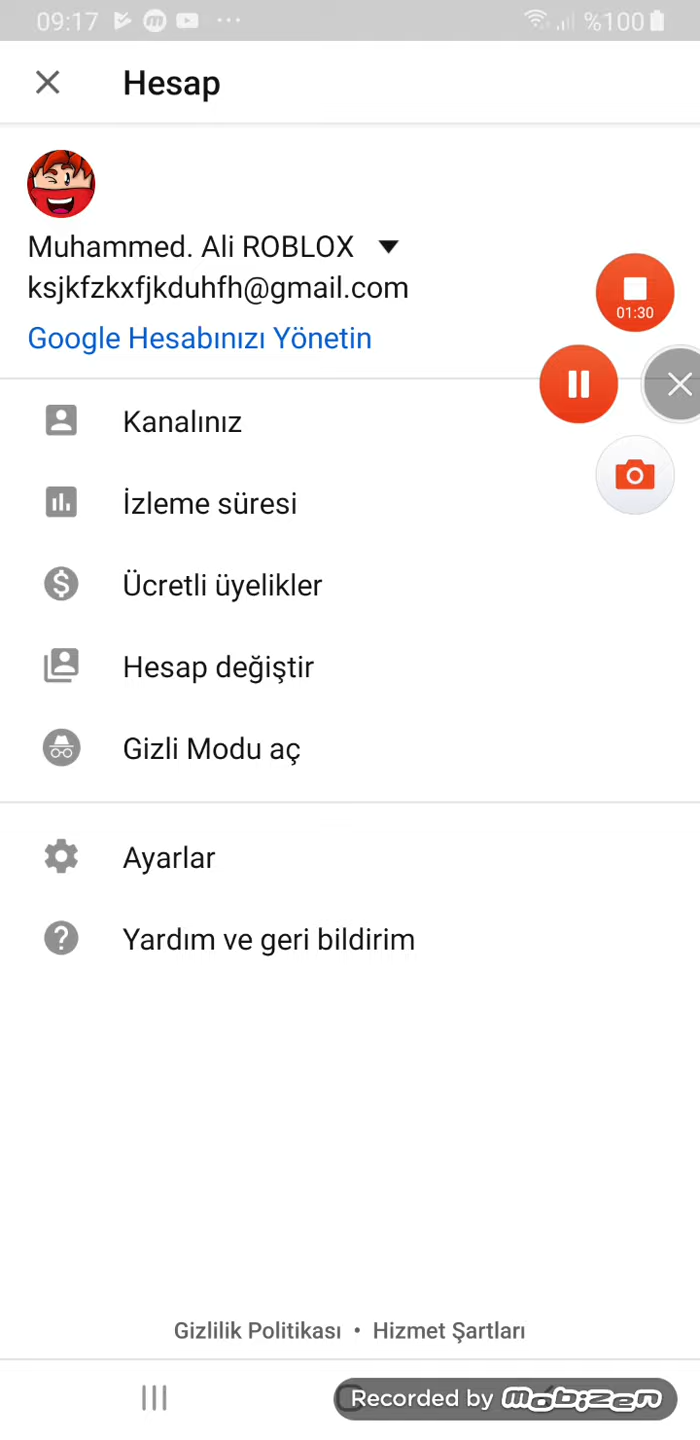 09:17 %100
Hesap
Muhammed. Ali ROBLOX
ksjkfzkxfjkduhfh@gmail.com
01:30
Google Hesabınızı Yönetin
Kanalınız
İzleme süresi
Ücretli üyelikler
Hesap değiştir
Gizli Modu aç
Ayarlar
Yardım ve geri bildirim
Gizlilik Politikası • Hizmet Şartları
Recorded by mobizen